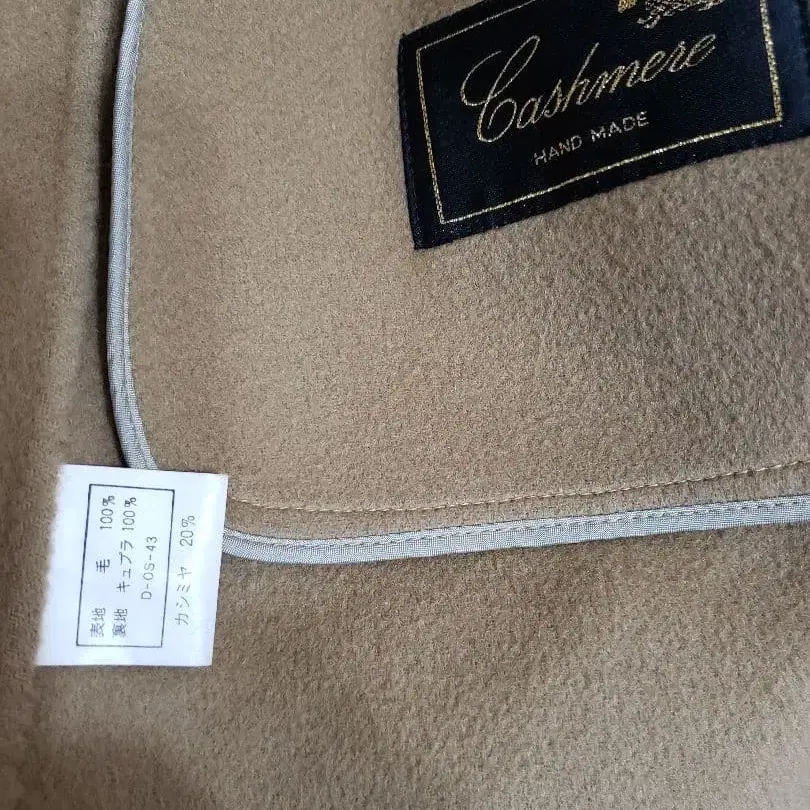 Cashmere
HAND MADE
表地 毛 100%
裏地 キュプラ 100%
D-OS-43
カシミヤ 20%